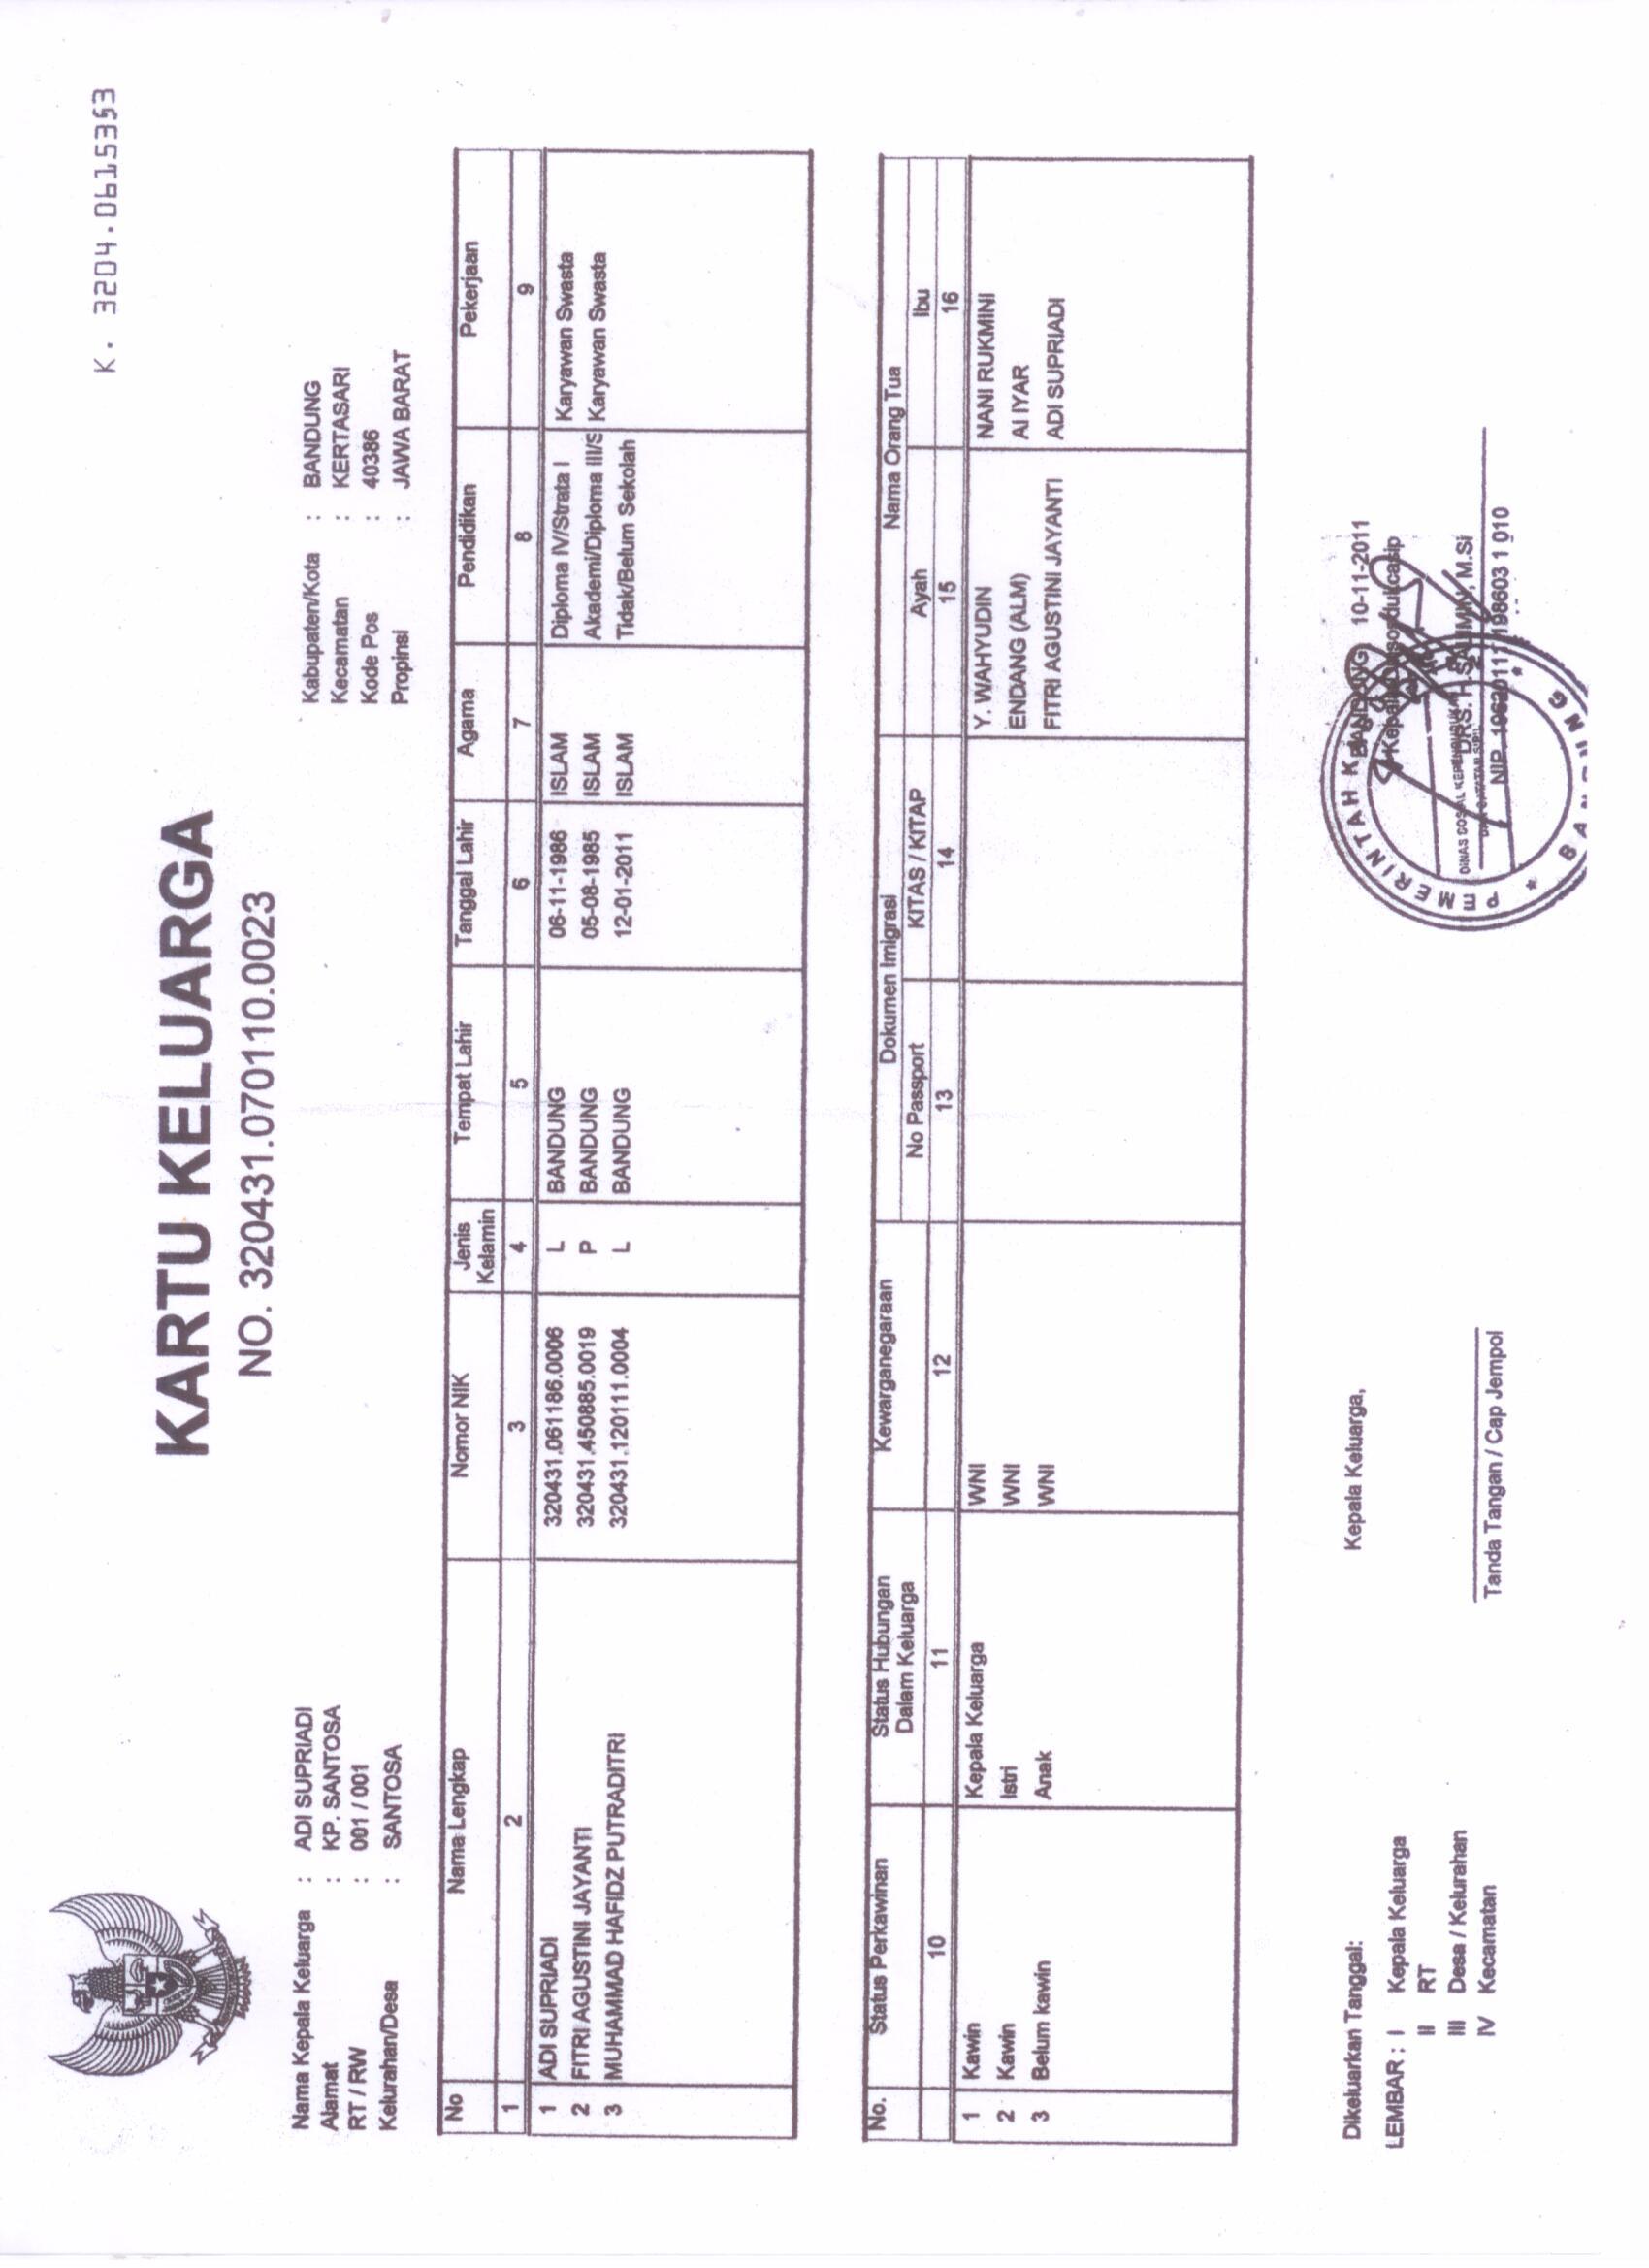 K. 3204.0615353
KARTU KELUARGA
NO. 320431.070110.0023
Nama Kepala Keluarga : ADI SUPRIADI
Alamat : KP. SANTOSA
RT / RW : 001 / 001
Kelurahan/Desa : SANTOSA
Kabupaten/Kota : BANDUNG
Kecamatan : KERTASARI
Kode Pos : 40386
Propinsi : JAWA BARAT
No Nama Lengkap Nomor NIK Jenis Kelamin Tempat Lahir Tanggal Lahir Agama Pendidikan Pekerjaan
1 2 3 4 5 6 7 8 9
1 ADI SUPRIADI 320431.061186.0006 L BANDUNG 06-11-1986 ISLAM Diploma IV/Strata I Karyawan Swasta
2 FITRI AGUSTINI JAYANTI 320431.450885.0019 P BANDUNG 05-08-1985 ISLAM Akademi/Diploma III/S Karyawan Swasta
3 MUHAMMAD HAFIDZ PUTRADITRI 320431.120111.0004 L BANDUNG 12-01-2011 ISLAM Tidak/Belum Sekolah
No. Status Perkawinan Status Hubungan Dalam Keluarga Kewarganegaraan Dokumen Imigrasi Nama Orang Tua
No Passport KITAS / KITAP Ayah Ibu
10 11 12 13 14 15 16
1 Kawin Kepala Keluarga WNI Y. WAHYUDIN NANI RUKMINI
2 Kawin Istri WNI ENDANG (ALM) AI IYAR
3 Belum kawin Anak WNI FITRI AGUSTINI JAYANTI ADI SUPRIADI
Dikeluarkan Tanggal:
LEMBAR : I Kepala Keluarga
II RT
III Desa / Kelurahan
IV Kecamatan
Kepala Keluarga,
Tanda Tangan / Cap Jempol
BANDUNG, 10-11-2011
Kepala Dinsosdukcasip
DRS. H.SALIMIN, M.Si
NIP. 19620111 198603 1 010
PEMERINTAH
DINAS SOSIAL KEPENDUDUKAN
DAN CATATAN SIPIL
BANDUNG